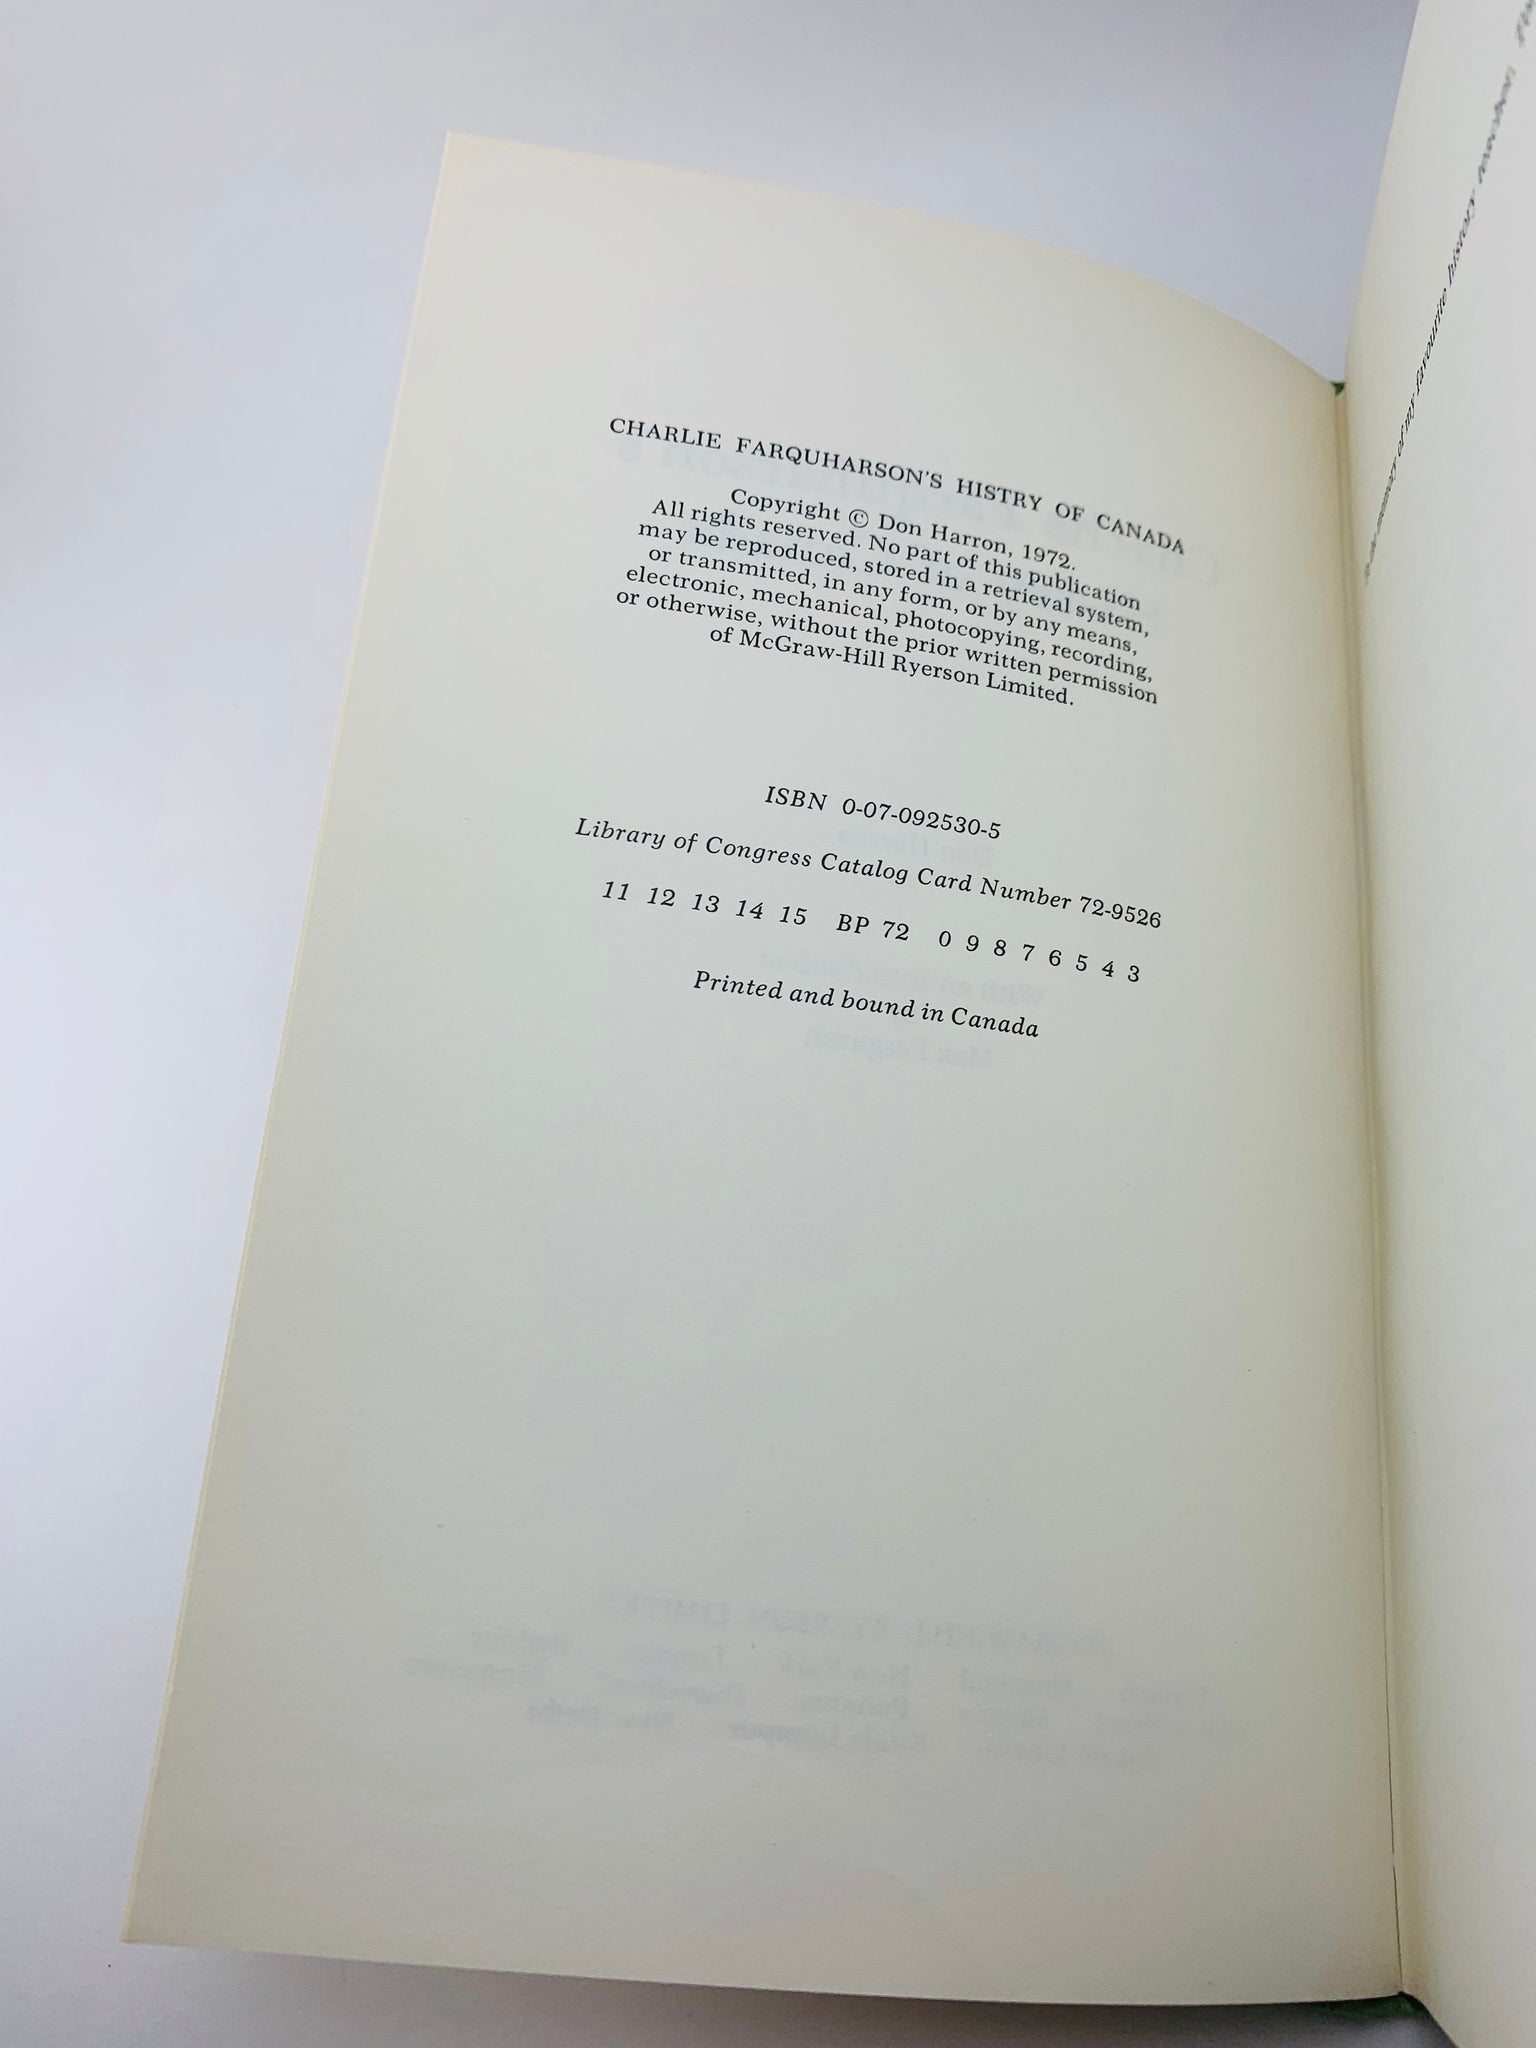 CHARLIE FARQUHARSON'S HISTRY OF CANADA
Copyright © Don Harron, 1972.
All rights reserved. No part of this publication
may be reproduced, stored in a retrieval system,
or transmitted, in any form, or by any means,
electronic, mechanical, photocopying, recording,
or otherwise, without the prior written permission
of McGraw-Hill Ryerson Limited.
ISBN 0-07-092530-5
Library of Congress Catalog Card Number 72-9526
11 12 13 14 15 BP 72 0 9 8 7 6 5 4 3
Printed and bound in Canada
of my favourite history